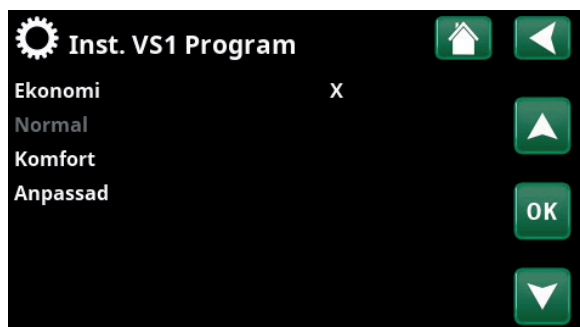 Inst. VS1 Program
Ekonomi X
Normal
Komfort
Anpassad
OK